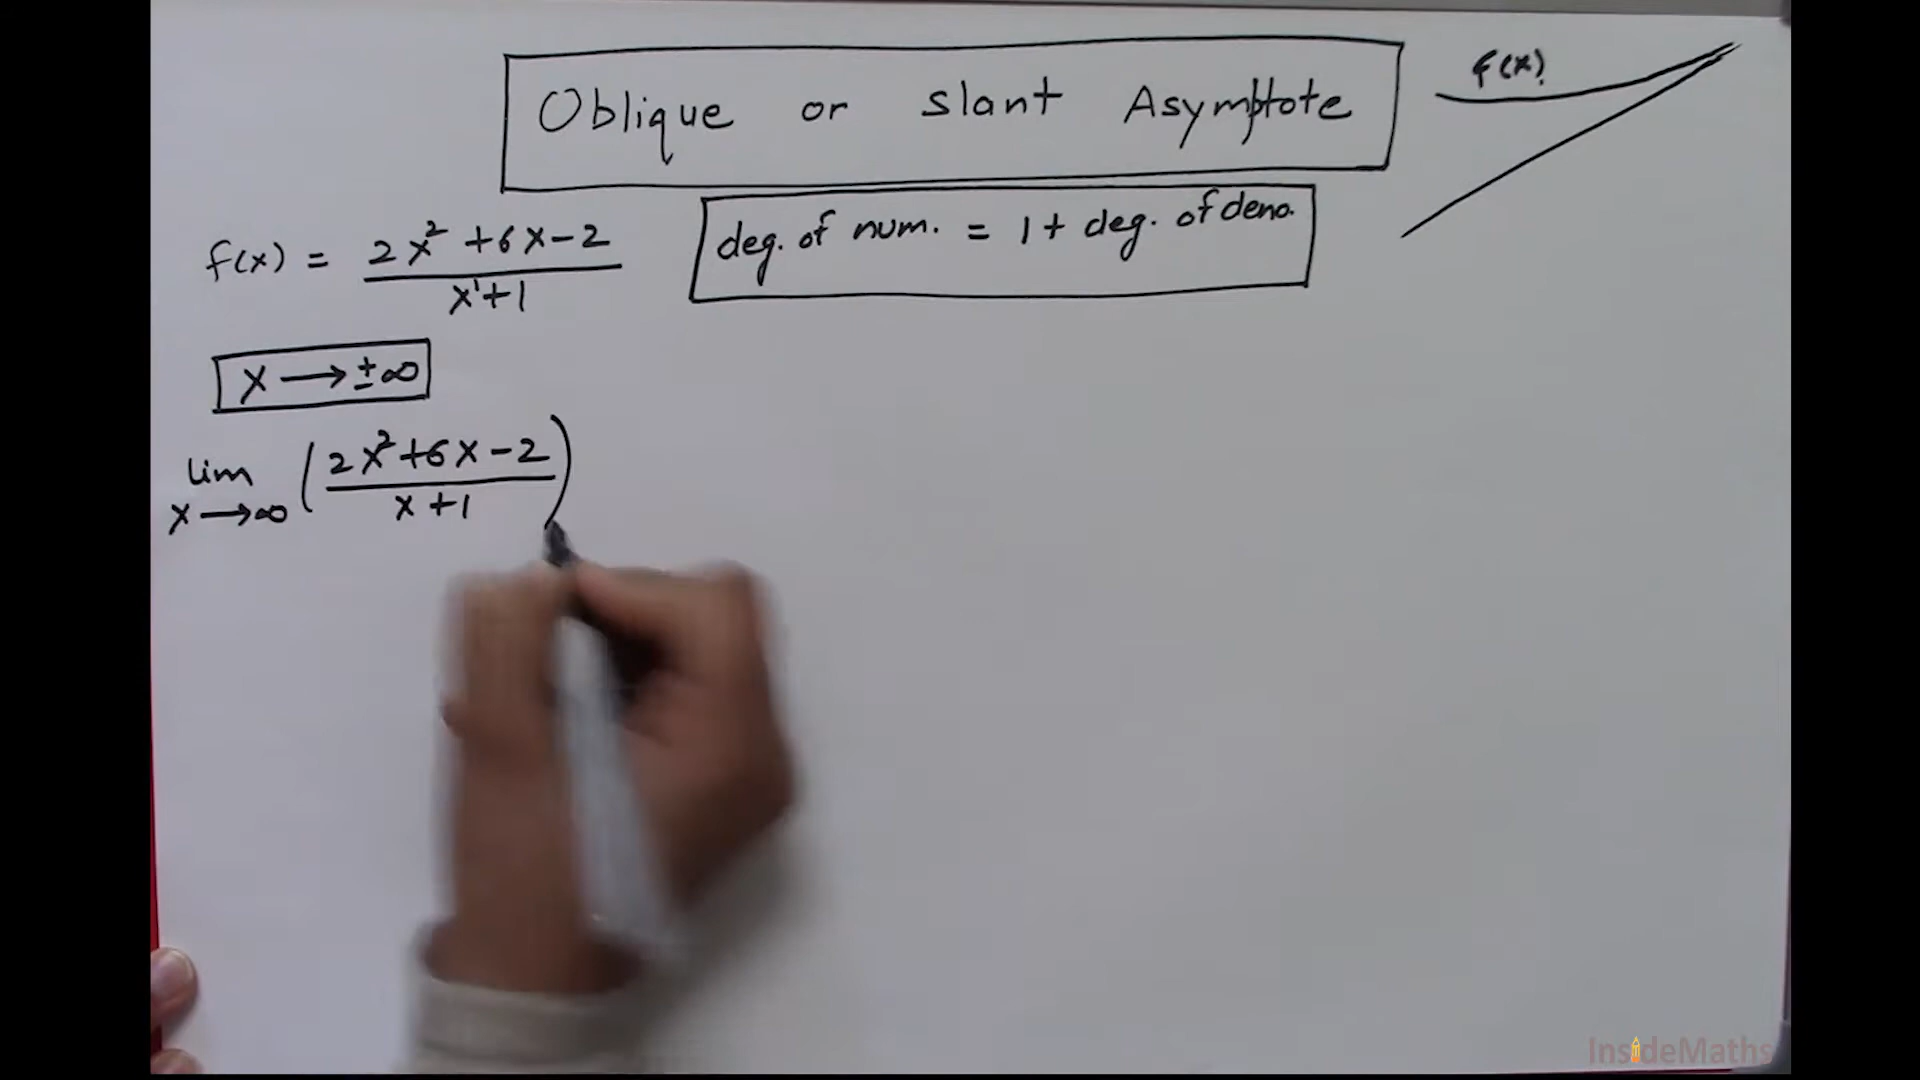 Oblique or slant Asymptote
f(x).
deg. of num. = 1 + deg. of deno.
f(x) = (2x² + 6x - 2) / (x¹ + 1)
x → ±∞
lim x → ∞ ((2x² + 6x - 2) / (x + 1))
InsideMaths